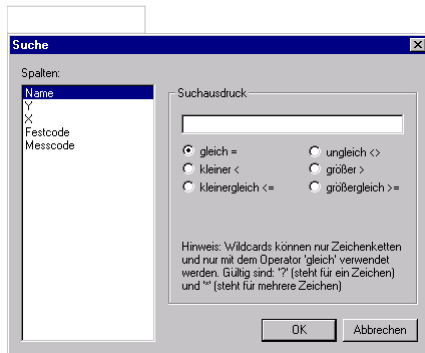 Suche
Spalten:
Name
Y
X
Festcode
Messcode
Suchausdruck
gleich =
ungleich <>
kleiner <
größer >
kleinergleich <=
größergleich >=
Hinweis: Wildcards können nur Zeichenketten
und nur mit dem Operator 'gleich' verwendet
werden. Gültig sind: '?' (steht für ein Zeichen)
und '*' (steht für mehrere Zeichen)
OK
Abbrechen